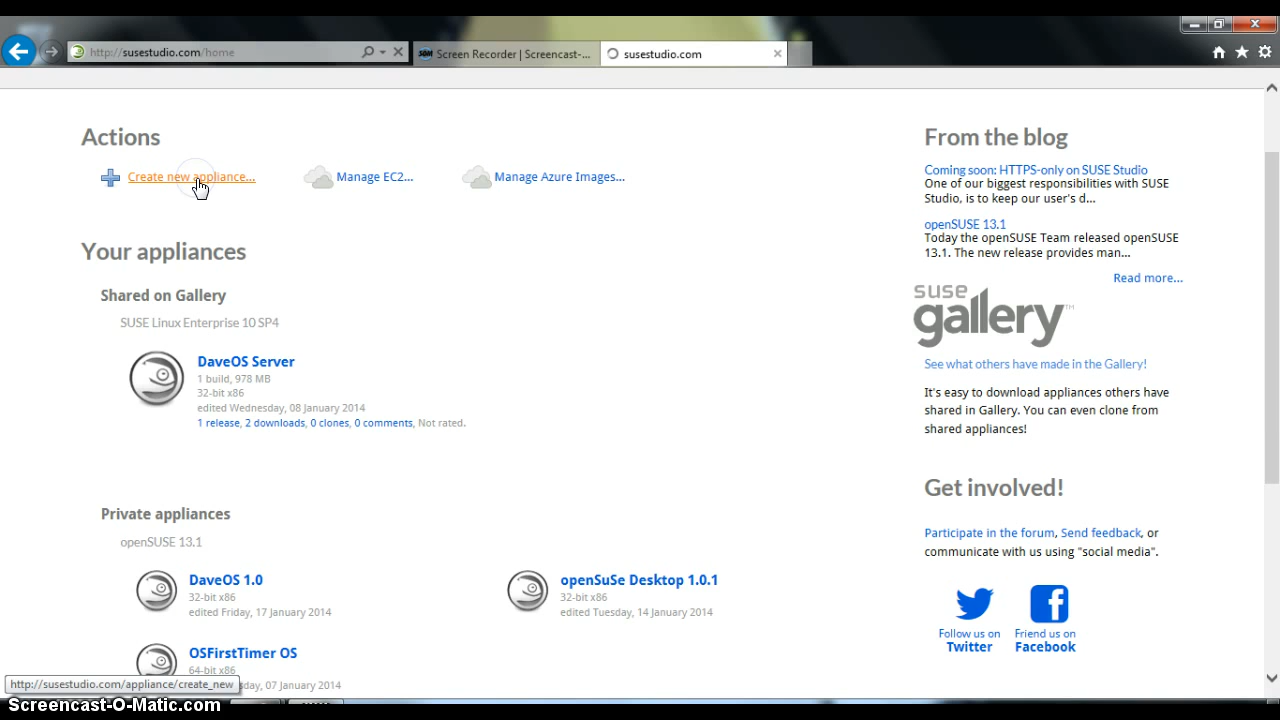 http://susestudio.com/home
Screen Recorder | Screencast-...
susestudio.com
Actions
Create new appliance...
Manage EC2...
Manage Azure Images...
Your appliances
Shared on Gallery
SUSE Linux Enterprise 10 SP4
DaveOS Server
1 build, 978 MB
32-bit x86
edited Wednesday, 08 January 2014
1 release, 2 downloads, 0 clones, 0 comments, Not rated.
Private appliances
openSUSE 13.1
DaveOS 1.0
32-bit x86
edited Friday, 17 January 2014
openSuSe Desktop 1.0.1
32-bit x86
edited Tuesday, 14 January 2014
OSFirstTimer OS
64-bit x86
day, 07 January 2014
http://susestudio.com/appliance/create_new
From the blog
Coming soon: HTTPS-only on SUSE Studio
One of our biggest responsibilities with SUSE
Studio, is to keep our user's d...
openSUSE 13.1
Today the openSUSE Team released openSUSE
13.1. The new release provides man...
Read more...
suse
gallery™
See what others have made in the Gallery!
It's easy to download appliances others have
shared in Gallery. You can even clone from
shared appliances!
Get involved!
Participate in the forum, Send feedback, or
communicate with us using "social media".
Follow us on
Twitter
Friend us on
Facebook
Screencast-O-Matic.com